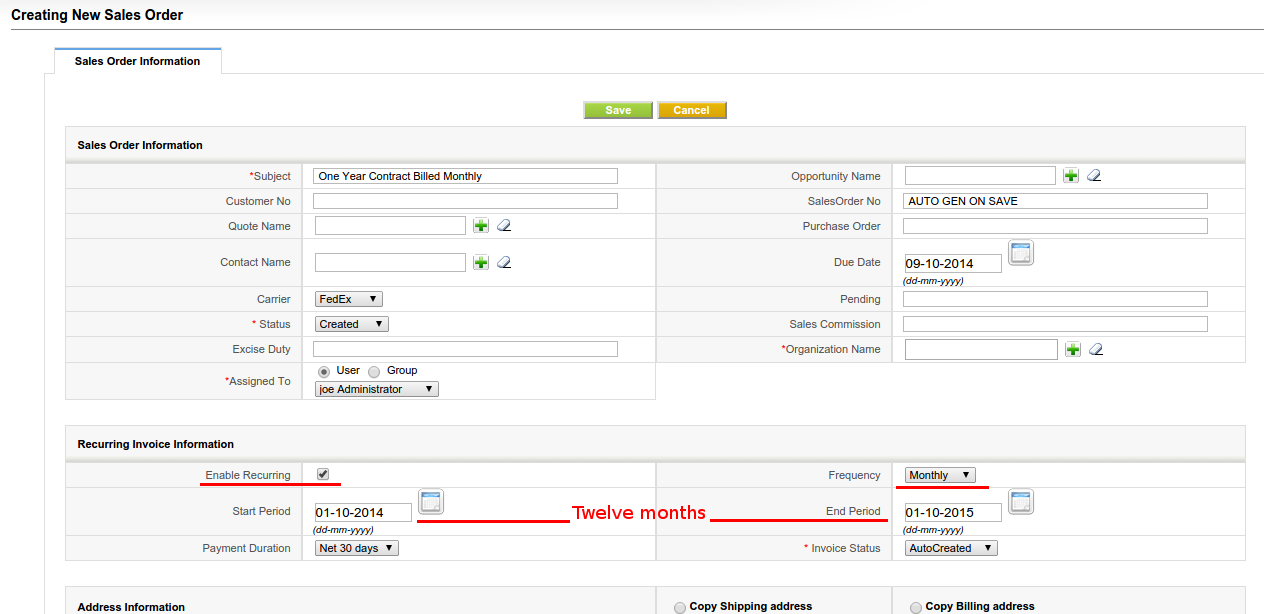 Creating New Sales Order
Sales Order Information
Save Cancel
Sales Order Information
*Subject One Year Contract Billed Monthly Opportunity Name
Customer No SalesOrder No AUTO GEN ON SAVE
Quote Name Purchase Order
Contact Name Due Date 09-10-2014
(dd-mm-yyyy)
Carrier FedEx Pending
* Status Created Sales Commission
Excise Duty *Organization Name
*Assigned To User Group
joe Administrator
Recurring Invoice Information
Enable Recurring Frequency Monthly
Start Period 01-10-2014 Twelve months End Period 01-10-2015
(dd-mm-yyyy) (dd-mm-yyyy)
Payment Duration Net 30 days * Invoice Status AutoCreated
Address Information Copy Shipping address Copy Billing address